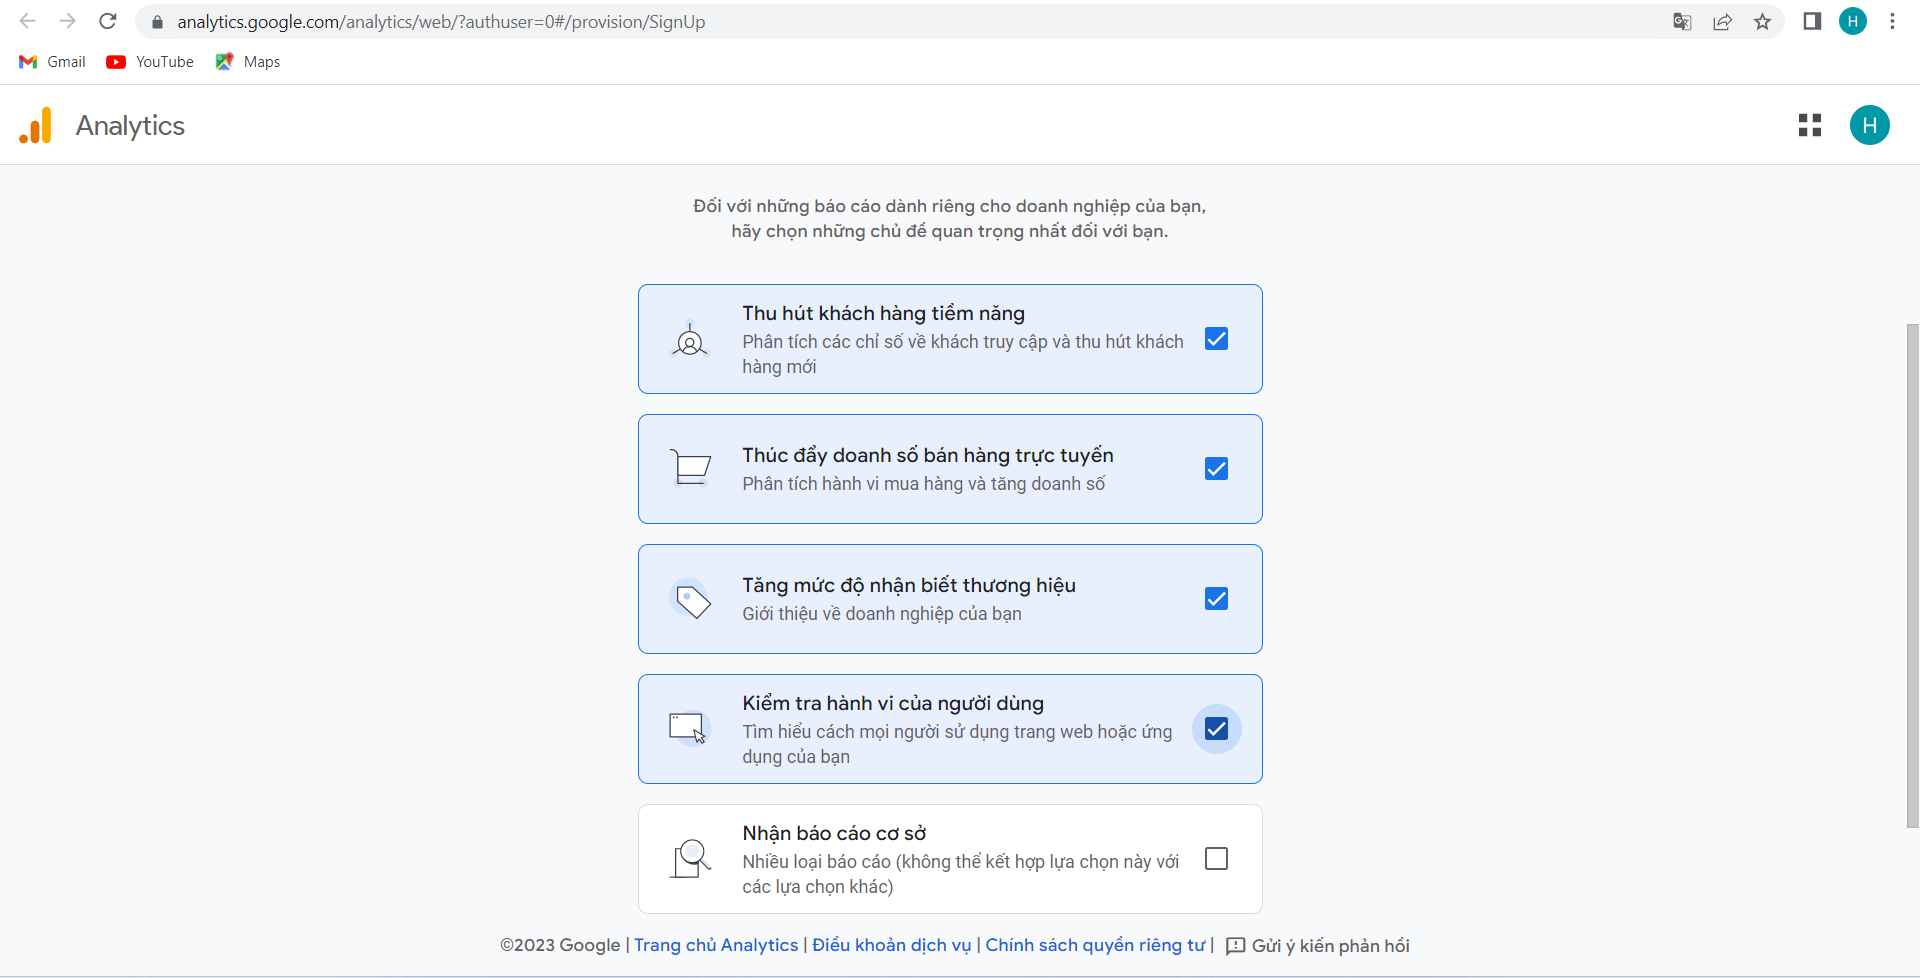 analytics.google.com/analytics/web/?authuser=0#/provision/SignUp
H
Gmail
YouTube
Maps
Analytics
H
Đối với những báo cáo dành riêng cho doanh nghiệp của bạn,
hãy chọn những chủ đề quan trọng nhất đối với bạn.
Thu hút khách hàng tiềm năng
Phân tích các chỉ số về khách truy cập và thu hút khách
hàng mới
Thúc đẩy doanh số bán hàng trực tuyến
Phân tích hành vi mua hàng và tăng doanh số
Tăng mức độ nhận biết thương hiệu
Giới thiệu về doanh nghiệp của bạn
Kiểm tra hành vi của người dùng
Tìm hiểu cách mọi người sử dụng trang web hoặc ứng
dụng của bạn
Nhận báo cáo cơ sở
Nhiều loại báo cáo (không thể kết hợp lựa chọn này với
các lựa chọn khác)
©2023 Google | Trang chủ Analytics | Điều khoản dịch vụ | Chính sách quyền riêng tư | Gửi ý kiến phản hồi